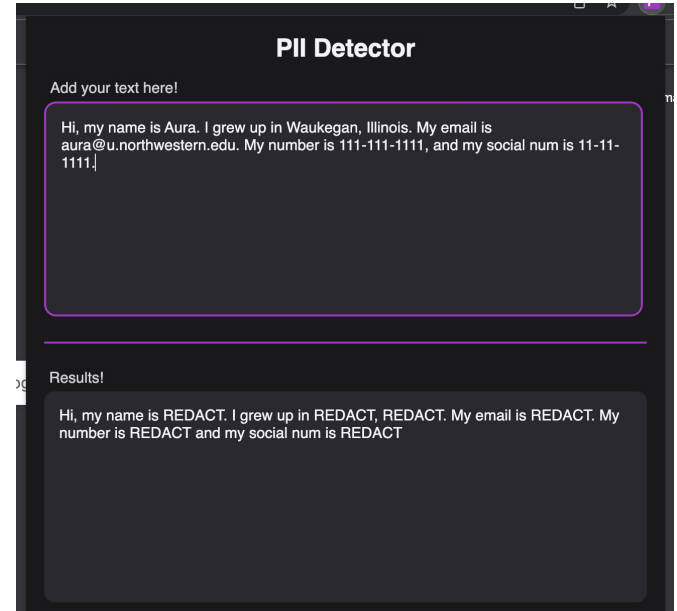 PII Detector
Add your text here!
Hi, my name is Aura. I grew up in Waukegan, Illinois. My email is
aura@u.northwestern.edu. My number is 111-111-1111, and my social num is 11-11-
1111.
Results!
Hi, my name is REDACT. I grew up in REDACT, REDACT. My email is REDACT. My
number is REDACT and my social num is REDACT